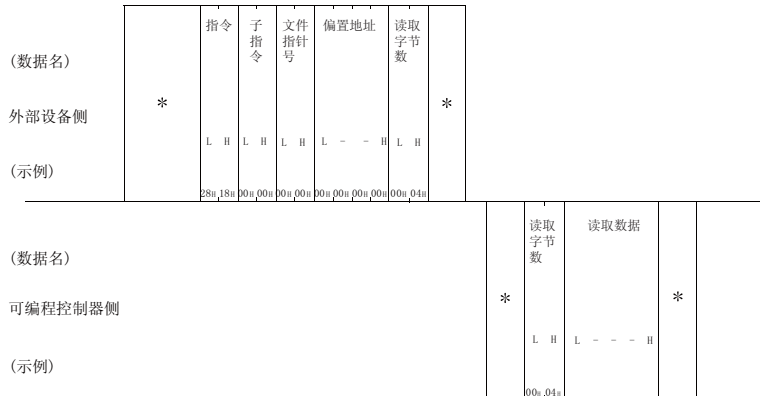 指令 子指令 文件指针号 偏置地址 读取字节数
(数据名)
* *
外部设备侧
L H L H L H L - - H L H
(示例)
28H 18H 00H 00H 00H 00H 00H 00H 00H 00H 00H 04H
读取字节数 读取数据
(数据名)
* *
可编程控制器侧
L H L - - - H
(示例)
00H 04H